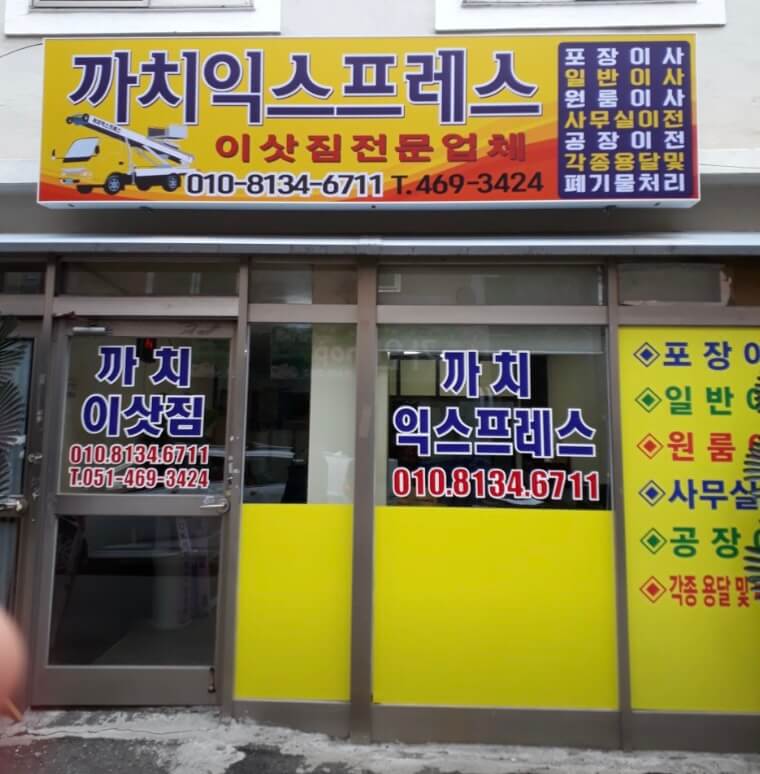 까치익스프레스
이삿짐전문업체
010-8134-6711 T.469-3424
포장이사
일반이사
원룸이사
사무실이전
공장이전
각종용달및
폐기물처리
까치
이삿짐
010.8134.6711
T.051-469-3424
까치
익스프레스
010.8134.6711
포장이
일반
원룸
사무실
공장
각종 용달 및